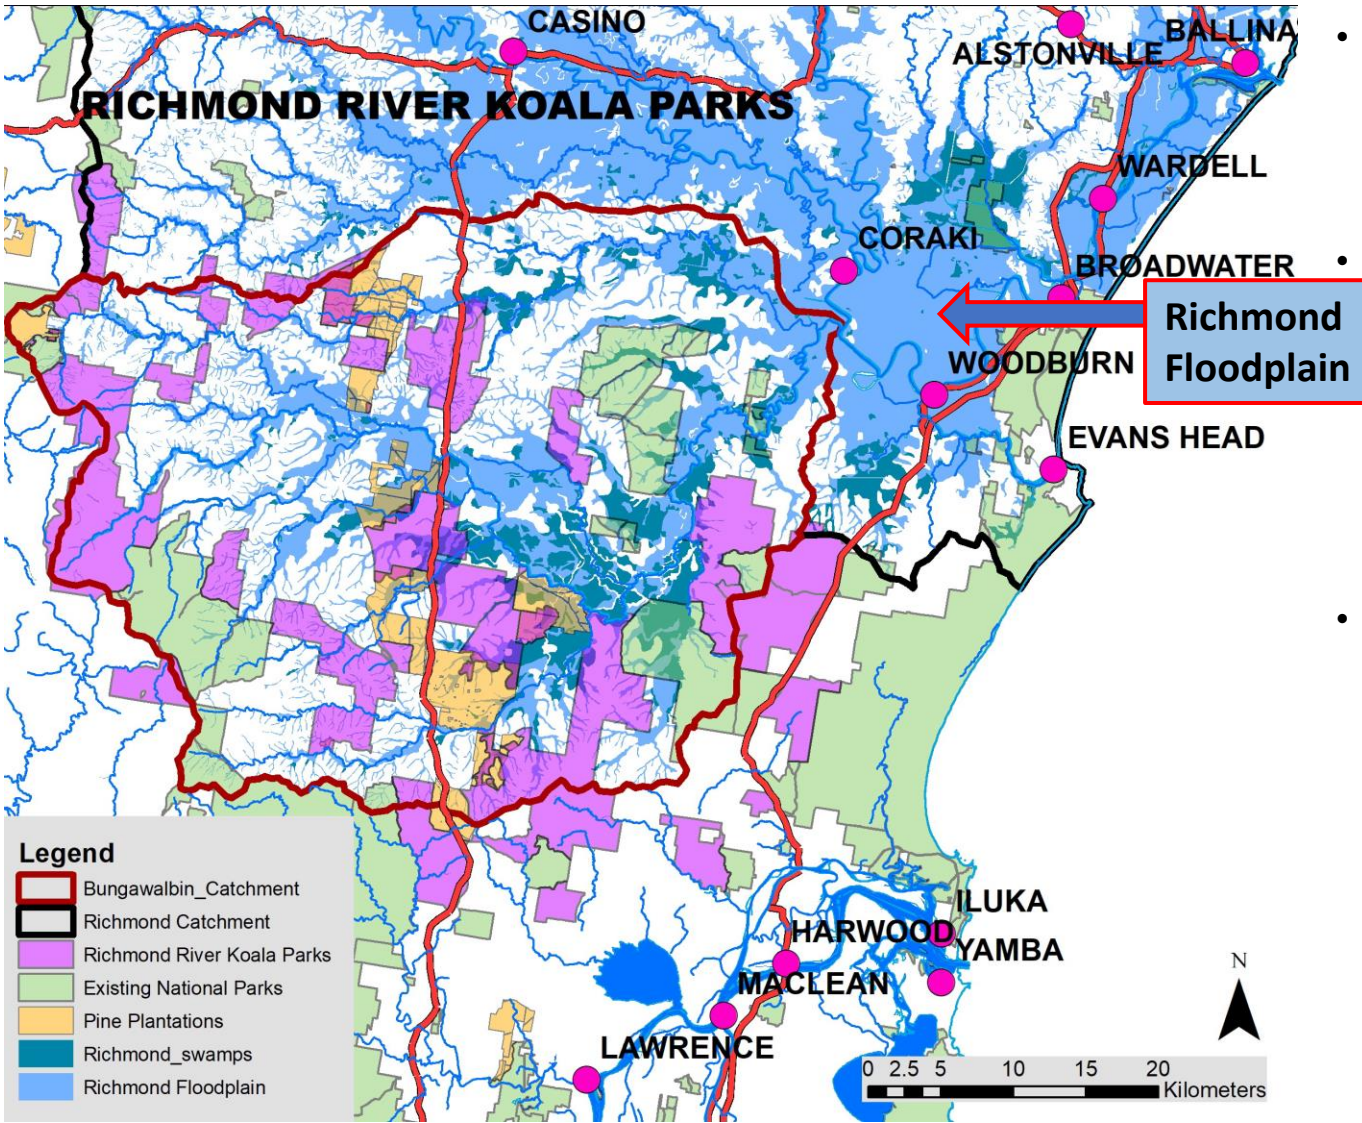 CASINO
BALLINA
ALSTONVILLE
RICHMOND RIVER KOALA PARKS
WARDELL
CORAKI
BROADWATER
Richmond
Floodplain
WOODBURN
EVANS HEAD
Legend
Bungawalbin_Catchment
Richmond Catchment
Richmond River Koala Parks
Existing National Parks
Pine Plantations
Richmond_swamps
Richmond Floodplain
ILUKA
HARWOOD
YAMBA
MACLEAN
LAWRENCE
N
0 2.5 5 10 15 20
Kilometers